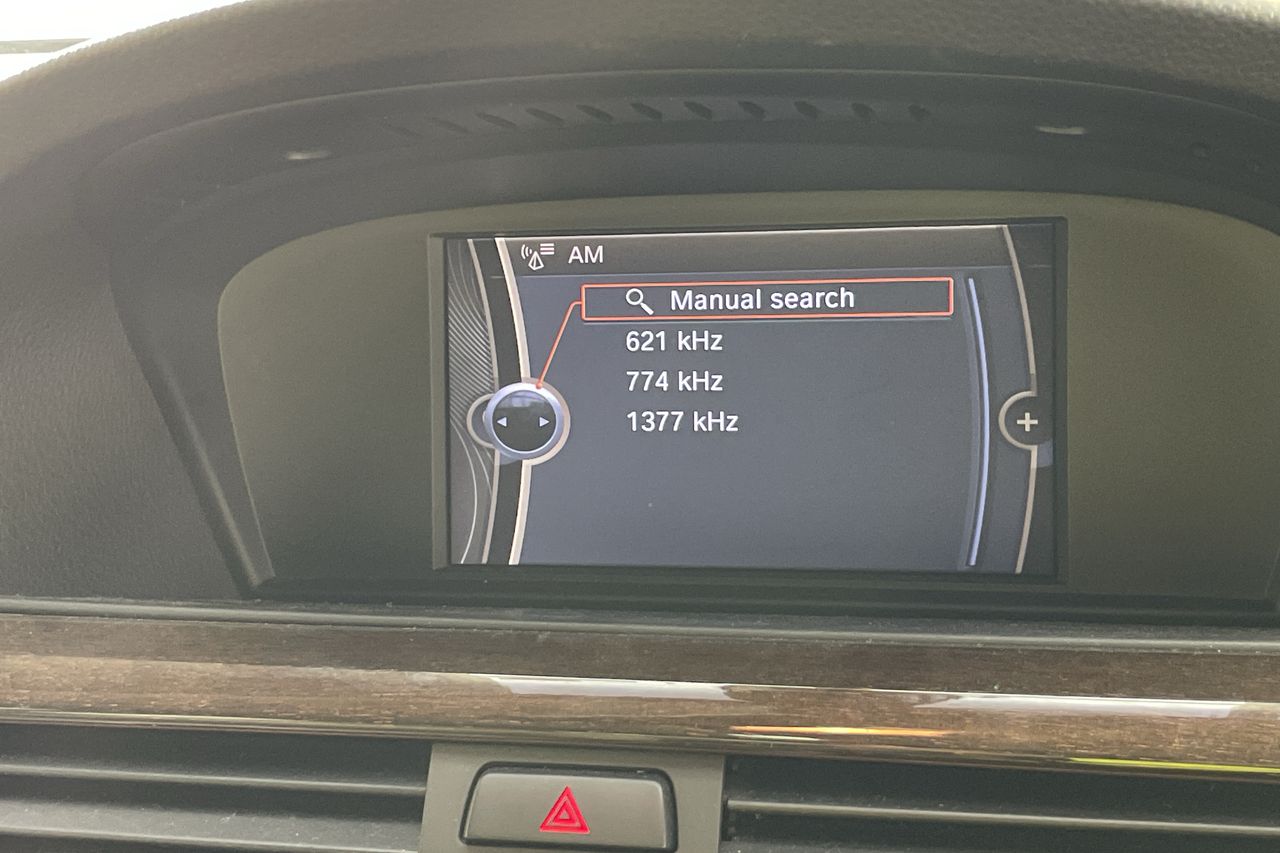 AM
Manual search
621 kHz
774 kHz
1377 kHz